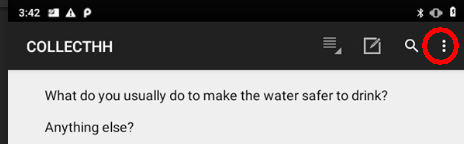 3:42
COLLECTHH
What do you usually do to make the water safer to drink?
Anything else?